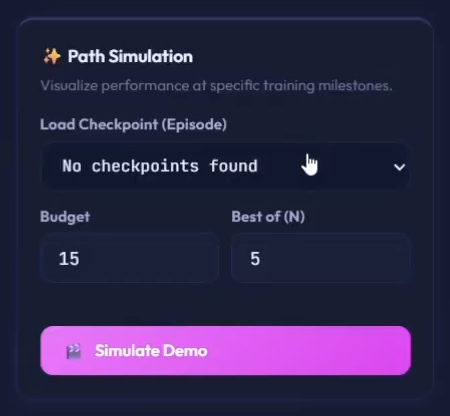 ✨ Path Simulation
Visualize performance at specific training milestones.
Load Checkpoint (Episode)
No checkpoints found
Budget Best of (N)
15 5
🎬 Simulate Demo